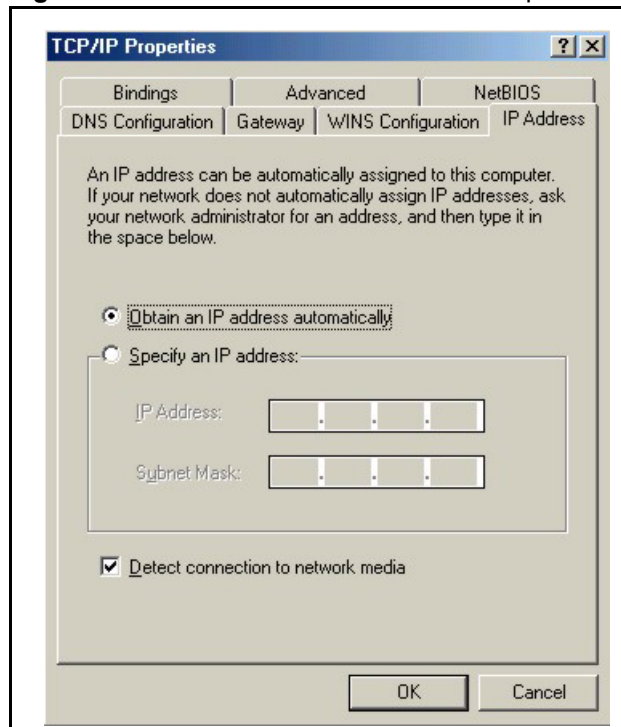 TCP/IP Properties
? ×
Bindings Advanced NetBIOS
DNS Configuration Gateway WINS Configuration IP Address
An IP address can be automatically assigned to this computer.
If your network does not automatically assign IP addresses, ask
your network administrator for an address, and then type it in
the space below.
Obtain an IP address automatically
Specify an IP address:
IP Address:
. . .
Subnet Mask:
. . .
Detect connection to network media
OK Cancel